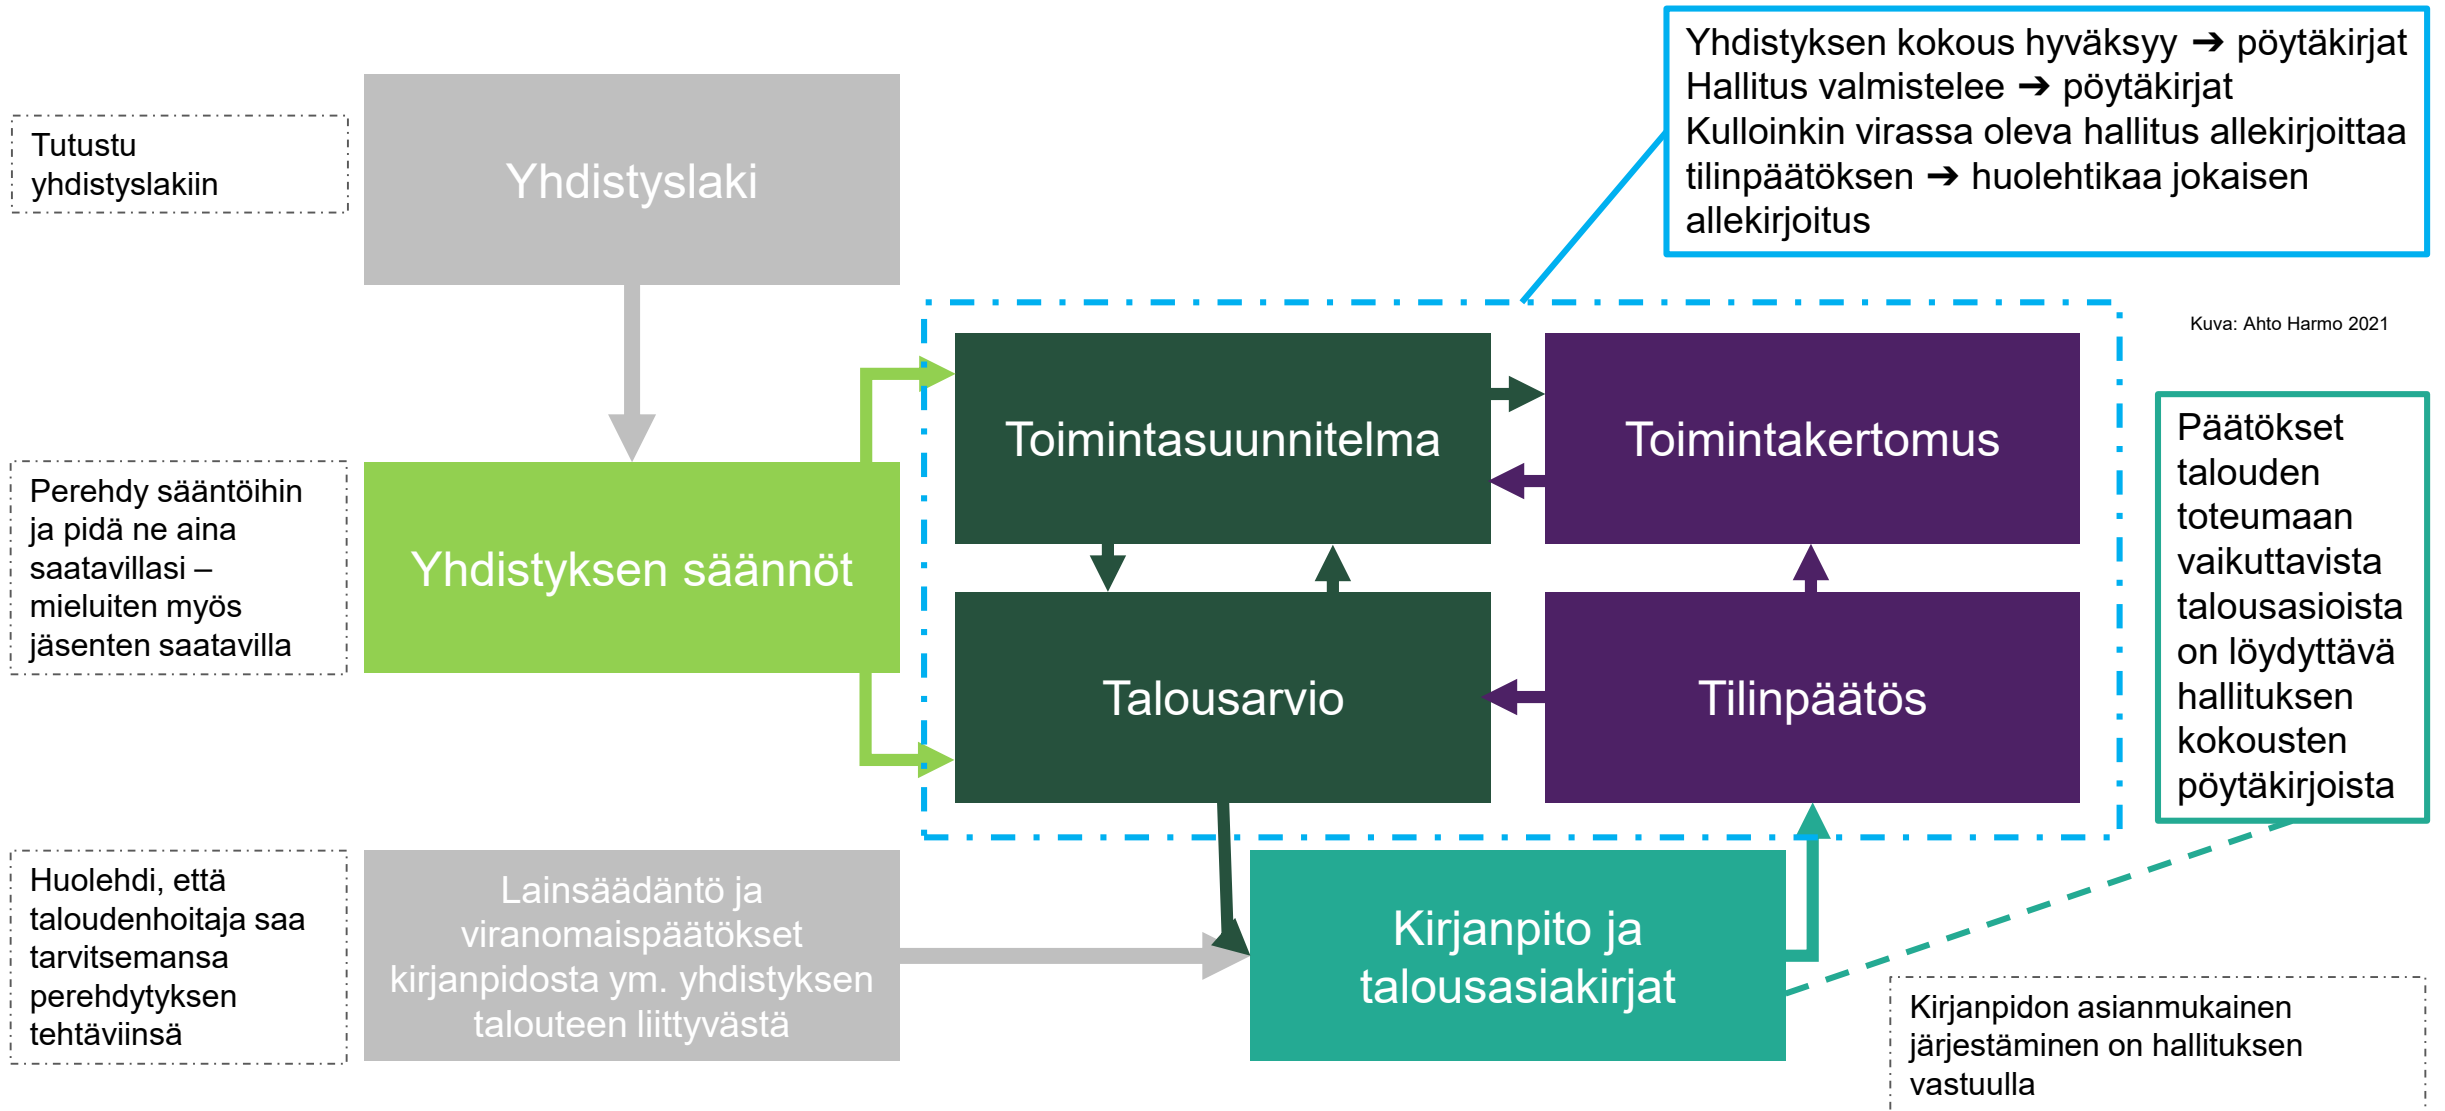 Yhdistyksen kokous hyväksyy ➔ pöytäkirjat
Hallitus valmistelee ➔ pöytäkirjat
Kulloinkin virassa oleva hallitus allekirjoittaa
tilinpäätöksen ➔ huolehtikaa jokaisen
allekirjoitus
Tutustu
yhdistyslakiin
Yhdistyslaki
Kuva: Ahto Harmo 2021
Toimintasuunnitelma
Toimintakertomus
Perehdy sääntöihin
ja pidä ne aina
saatavillasi –
mieluiten myös
jäsenten saatavilla
Yhdistyksen säännöt
Talousarvio
Tilinpäätös
Päätökset
talouden
toteumaan
vaikuttavista
talousasioista
on löydyttävä
hallituksen
kokousten
pöytäkirjoista
Huolehdi, että
taloudenhoitaja saa
tarvitsemansa
perehdytyksen
tehtäviinsä
Lainsäädäntö ja
viranomaispäätökset
kirjanpidosta ym. yhdistyksen
talouteen liittyvästä
Kirjanpito ja
talousasiakirjat
Kirjanpidon asianmukainen
järjestäminen on hallituksen
vastuulla